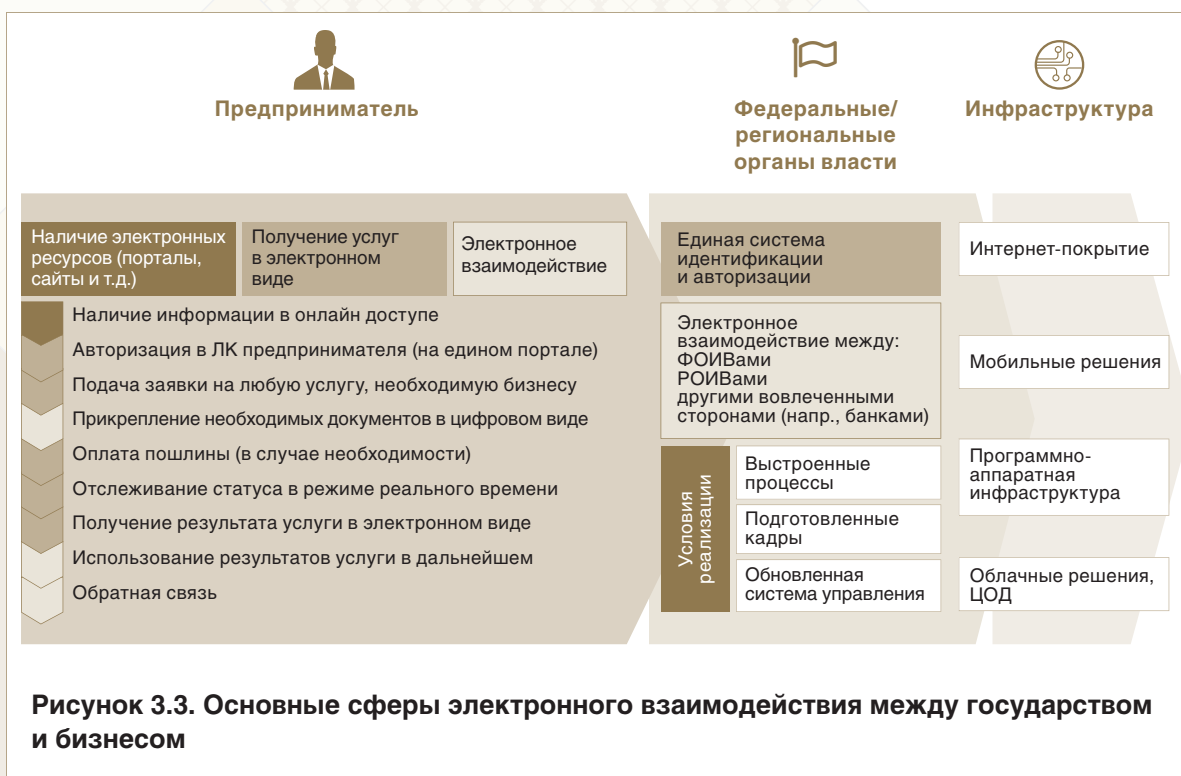 Предприниматель
Федеральные/
региональные
органы власти
Инфраструктура
Наличие электронных
ресурсов (порталы,
сайты и т.д.)
Получение услуг
в электронном
виде
Электронное
взаимодействие
Наличие информации в онлайн доступе
Авторизация в ЛК предпринимателя (на едином портале)
Подача заявки на любую услугу, необходимую бизнесу
Прикрепление необходимых документов в цифровом виде
Оплата пошлины (в случае необходимости)
Отслеживание статуса в режиме реального времени
Получение результата услуги в электронном виде
Использование результатов услуги в дальнейшем
Обратная связь
Единая система
идентификации
и авторизации
Электронное
взаимодействие между:
ФОИВами
РОИВами
другими вовлеченными
сторонами (напр., банками)
Условия
реализации
Выстроенные
процессы
Подготовленные
кадры
Обновленная
система управления
Интернет-покрытие
Мобильные решения
Программно-
аппаратная
инфраструктура
Облачные решения,
ЦОД
Рисунок 3.3. Основные сферы электронного взаимодействия между государством
и бизнесом